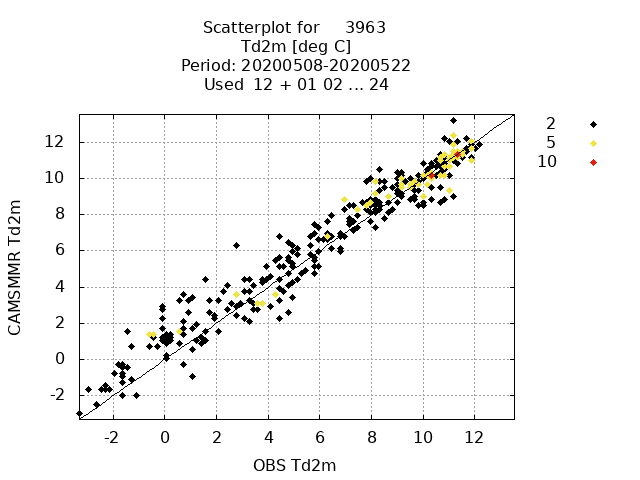 Scatterplot for 3963
Td2m [deg C]
Period: 20200508-20200522
Used 12 + 01 02 ... 24
2
5
10
12
10
8
6
4
2
0
-2
CAMSMMR Td2m
-2 0 2 4 6 8 10 12
OBS Td2m